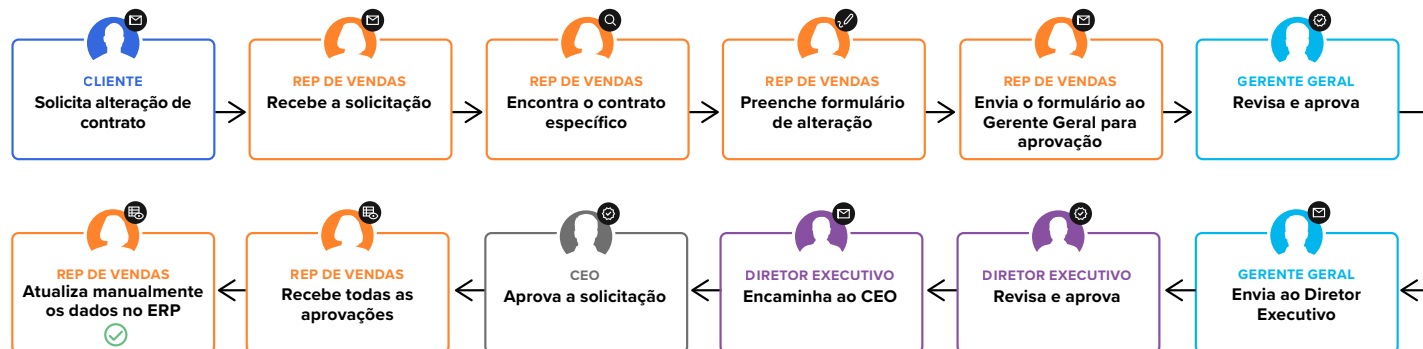 CLIENTE
Solicita alteração de
contrato
REP DE VENDAS
Recebe a solicitação
REP DE VENDAS
Encontra o contrato
específico
REP DE VENDAS
Preenche formulário
de alteração
REP DE VENDAS
Envia o formulário ao
Gerente Geral para
aprovação
GERENTE GERAL
Revisa e aprova
REP DE VENDAS
Atualiza manualmente
os dados no ERP
REP DE VENDAS
Recebe todas as
aprovações
CEO
Aprova a solicitação
DIRETOR EXECUTIVO
Encaminha ao CEO
DIRETOR EXECUTIVO
Revisa e aprova
GERENTE GERAL
Envia ao Diretor
Executivo